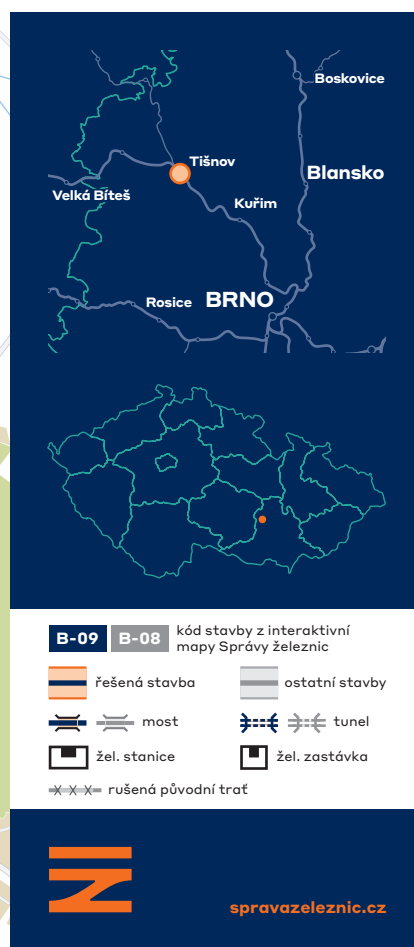 Boskovice
Tišnov
Blansko
Velká Bíteš
Kuřim
Rosice
BRNO
B-09 B-08 kód stavby z interaktivní
mapy Správy železnic
řešená stavba
ostatní stavby
most
tunel
žel. stanice
žel. zastávka
rušená původní trať
spravazeleznic.cz